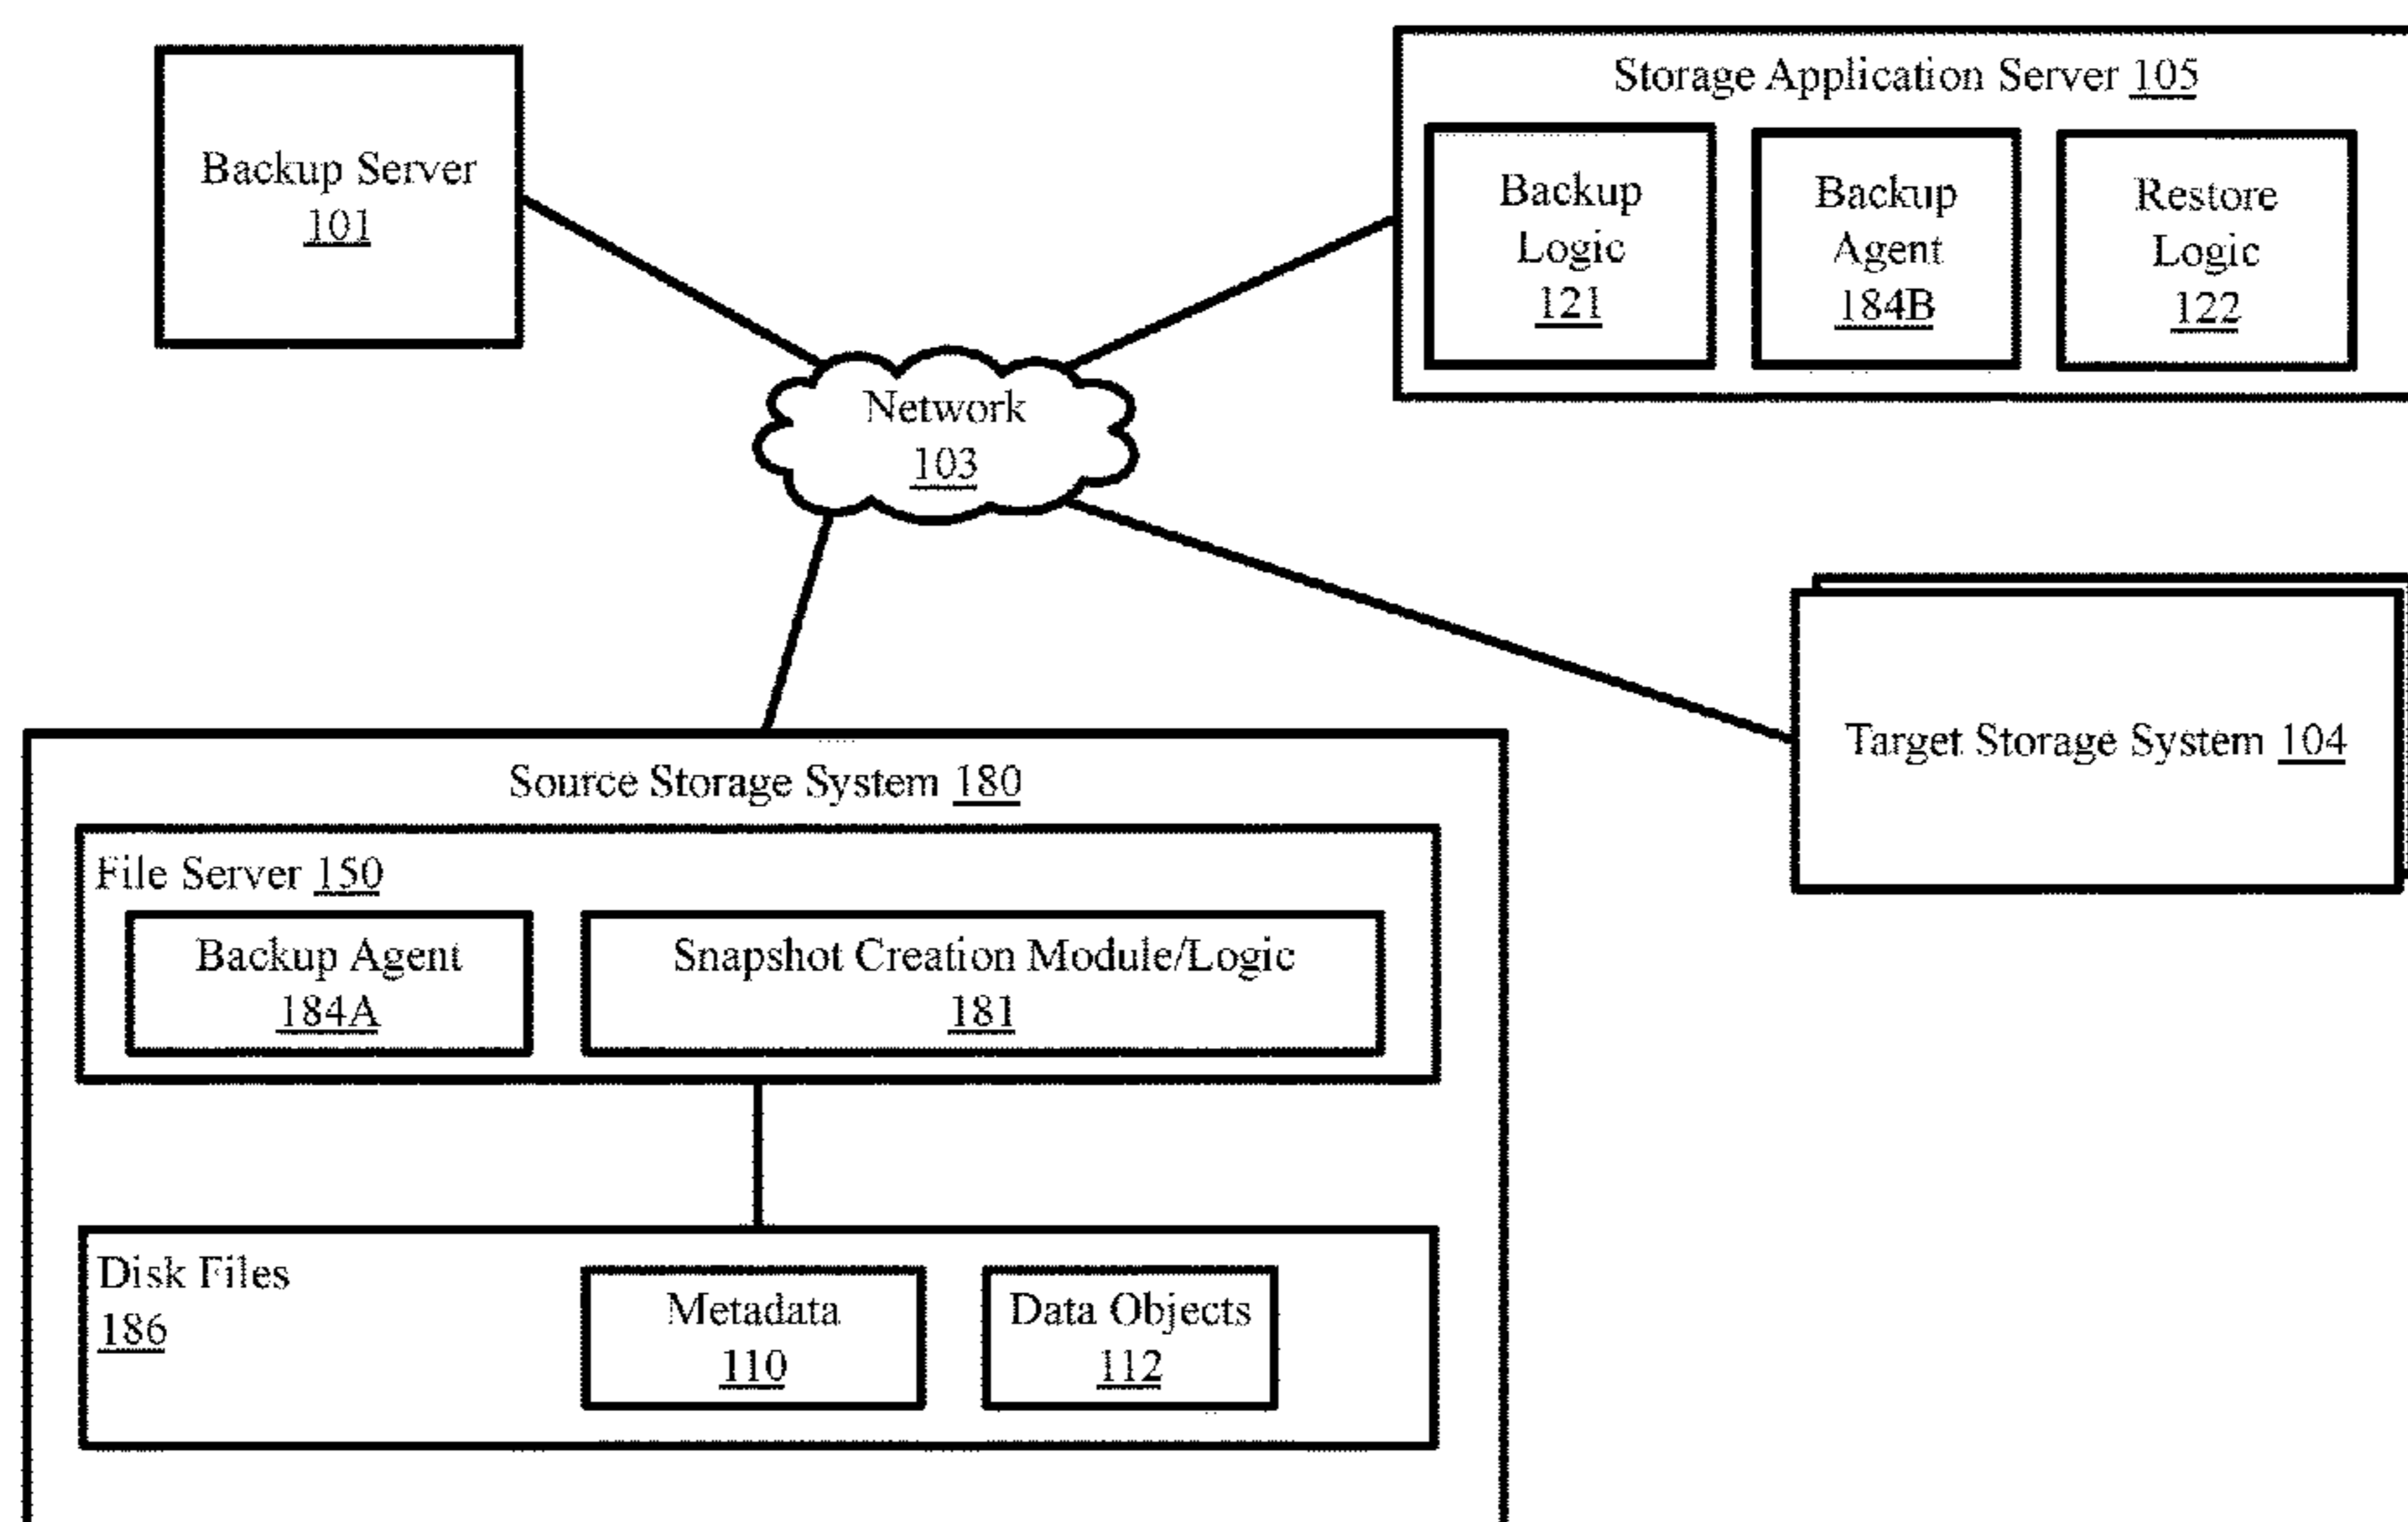 Backup Server
101
Storage Application Server 105
Backup
Logic
121
Backup
Agent
184B
Restore
Logic
122
Network
103
Target Storage System 104
Source Storage System 180
File Server 150
Backup Agent
184A
Snapshot Creation Module/Logic
181
Disk Files
186
Metadata
110
Data Objects
112